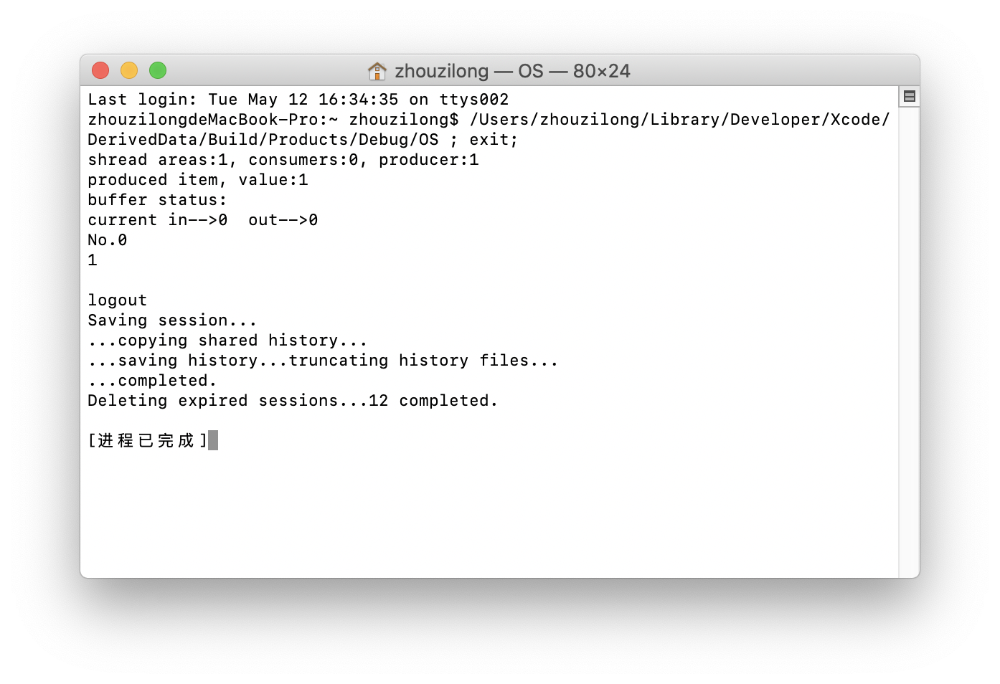 zhouzilong — OS — 80×24
Last login: Tue May 12 16:34:35 on ttys002
zhouzilongdeMacBook-Pro:~ zhouzilong$ /Users/zhouzilong/Library/Developer/Xcode/
DerivedData/Build/Products/Debug/OS ; exit;
shread areas:1, consumers:0, producer:1
produced item, value:1
buffer status:
current in-->0  out-->0
No.0
1
logout
Saving session...
...copying shared history...
...saving history...truncating history files...
...completed.
Deleting expired sessions...12 completed.
[进程已完成]